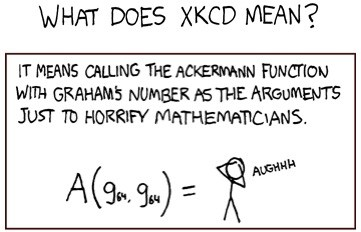 WHAT DOES XKCD MEAN?
IT MEANS CALLING THE ACKERMANN FUNCTION
WITH GRAHAM'S NUMBER AS THE ARGUMENTS
JUST TO HORRIFY MATHEMATICIANS.
A(g₆₄, g₆₄) =
AUGHHH